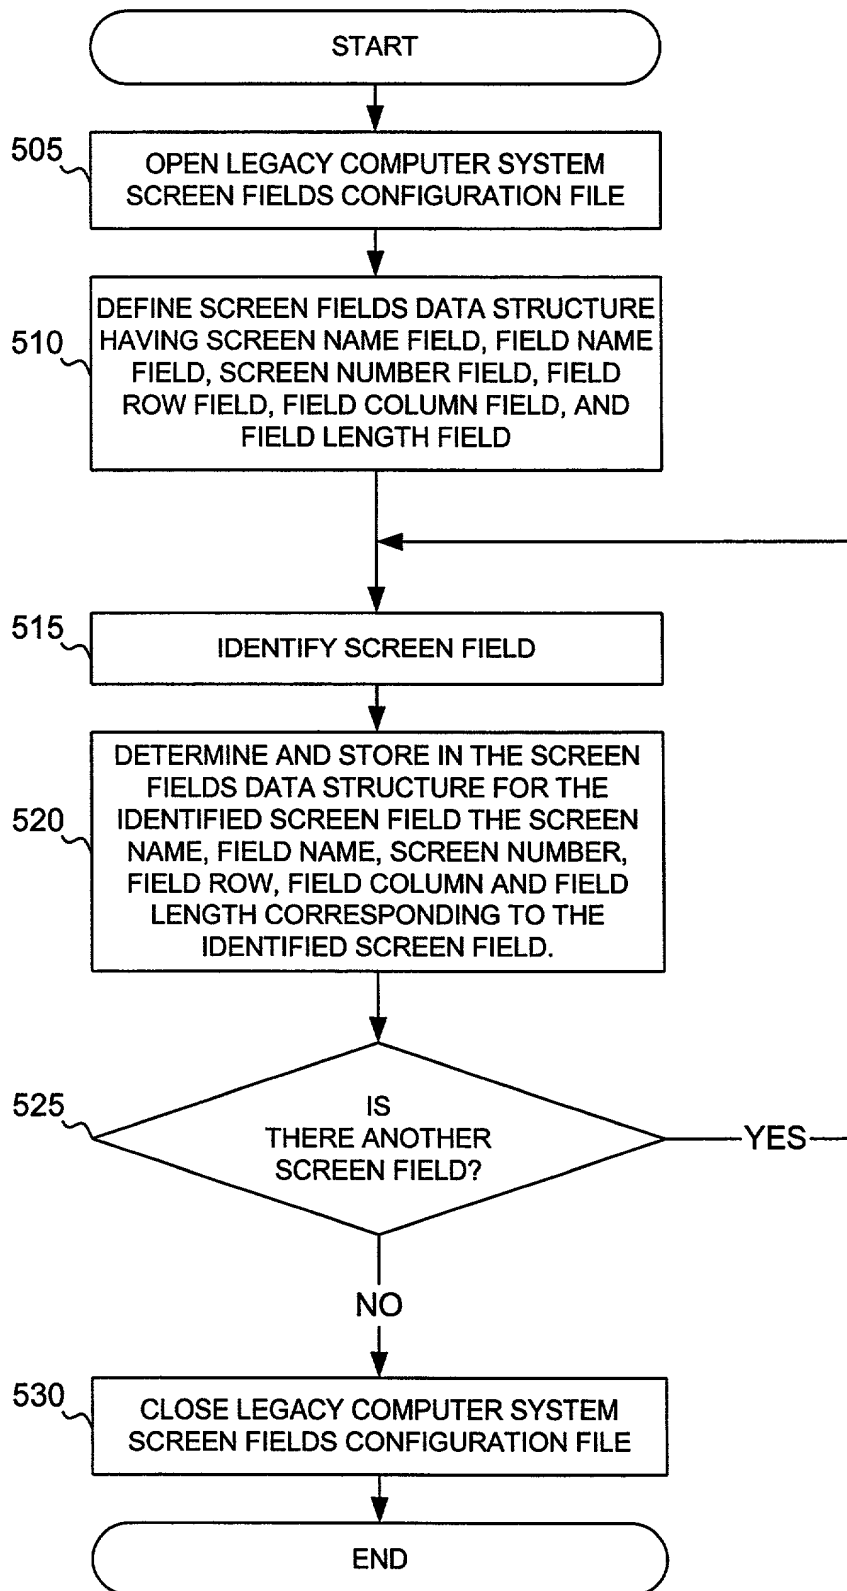 START
505
OPEN LEGACY COMPUTER SYSTEM
SCREEN FIELDS CONFIGURATION FILE
510
DEFINE SCREEN FIELDS DATA STRUCTURE
HAVING SCREEN NAME FIELD, FIELD NAME
FIELD, SCREEN NUMBER FIELD, FIELD
ROW FIELD, FIELD COLUMN FIELD, AND
FIELD LENGTH FIELD
515
IDENTIFY SCREEN FIELD
520
DETERMINE AND STORE IN THE SCREEN
FIELDS DATA STRUCTURE FOR THE
IDENTIFIED SCREEN FIELD THE SCREEN
NAME, FIELD NAME, SCREEN NUMBER,
FIELD ROW, FIELD COLUMN AND FIELD
LENGTH CORRESPONDING TO THE
IDENTIFIED SCREEN FIELD.
525
IS
THERE ANOTHER
SCREEN FIELD?
YES
NO
530
CLOSE LEGACY COMPUTER SYSTEM
SCREEN FIELDS CONFIGURATION FILE
END